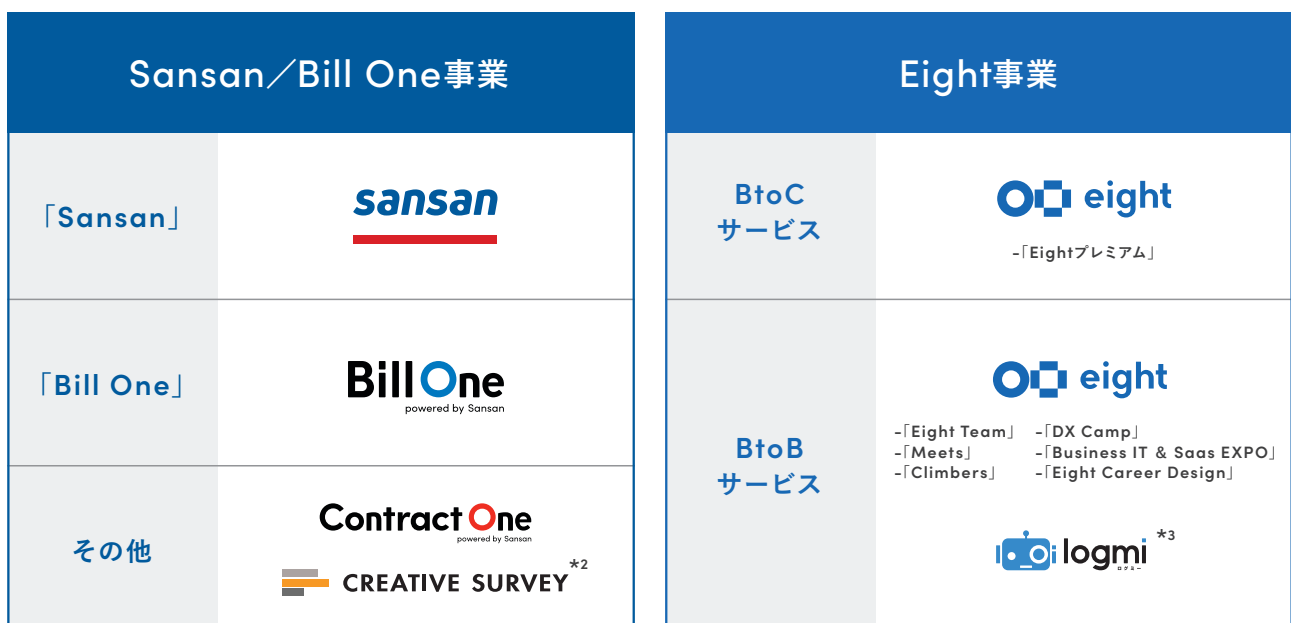 Sansan／Bill One事業
「Sansan」
sansan
「Bill One」
Bill One
powered by Sansan
その他
Contract One
powered by Sansan
CREATIVE SURVEY*2
Eight事業
BtoC
サービス
eight
-「Eightプレミアム」
BtoB
サービス
eight
-「Eight Team」 -「DX Camp」
-「Meets」 -「Business IT & Saas EXPO」
-「Climbers」 -「Eight Career Design」
logmi *3
ログミー